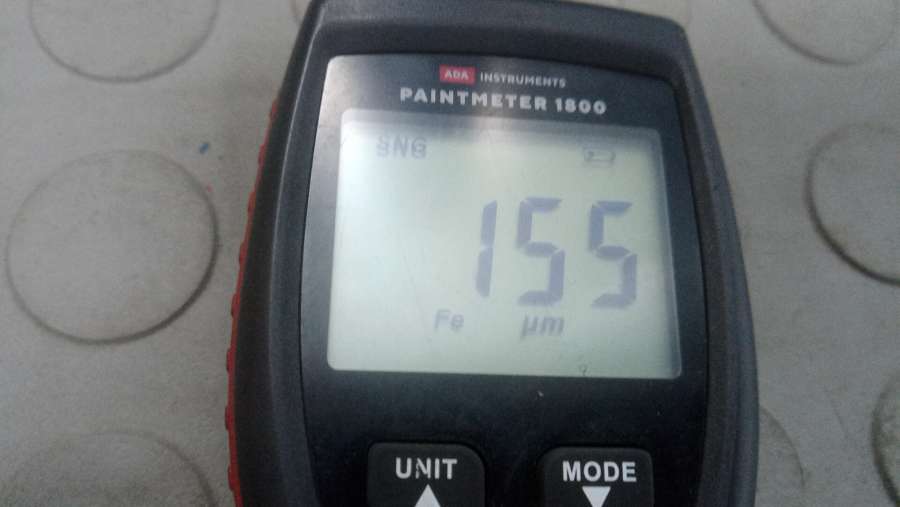 ADA INSTRUMENTS
PAINTMETER 1800
SNG
155
Fe µm
UNIT MODE